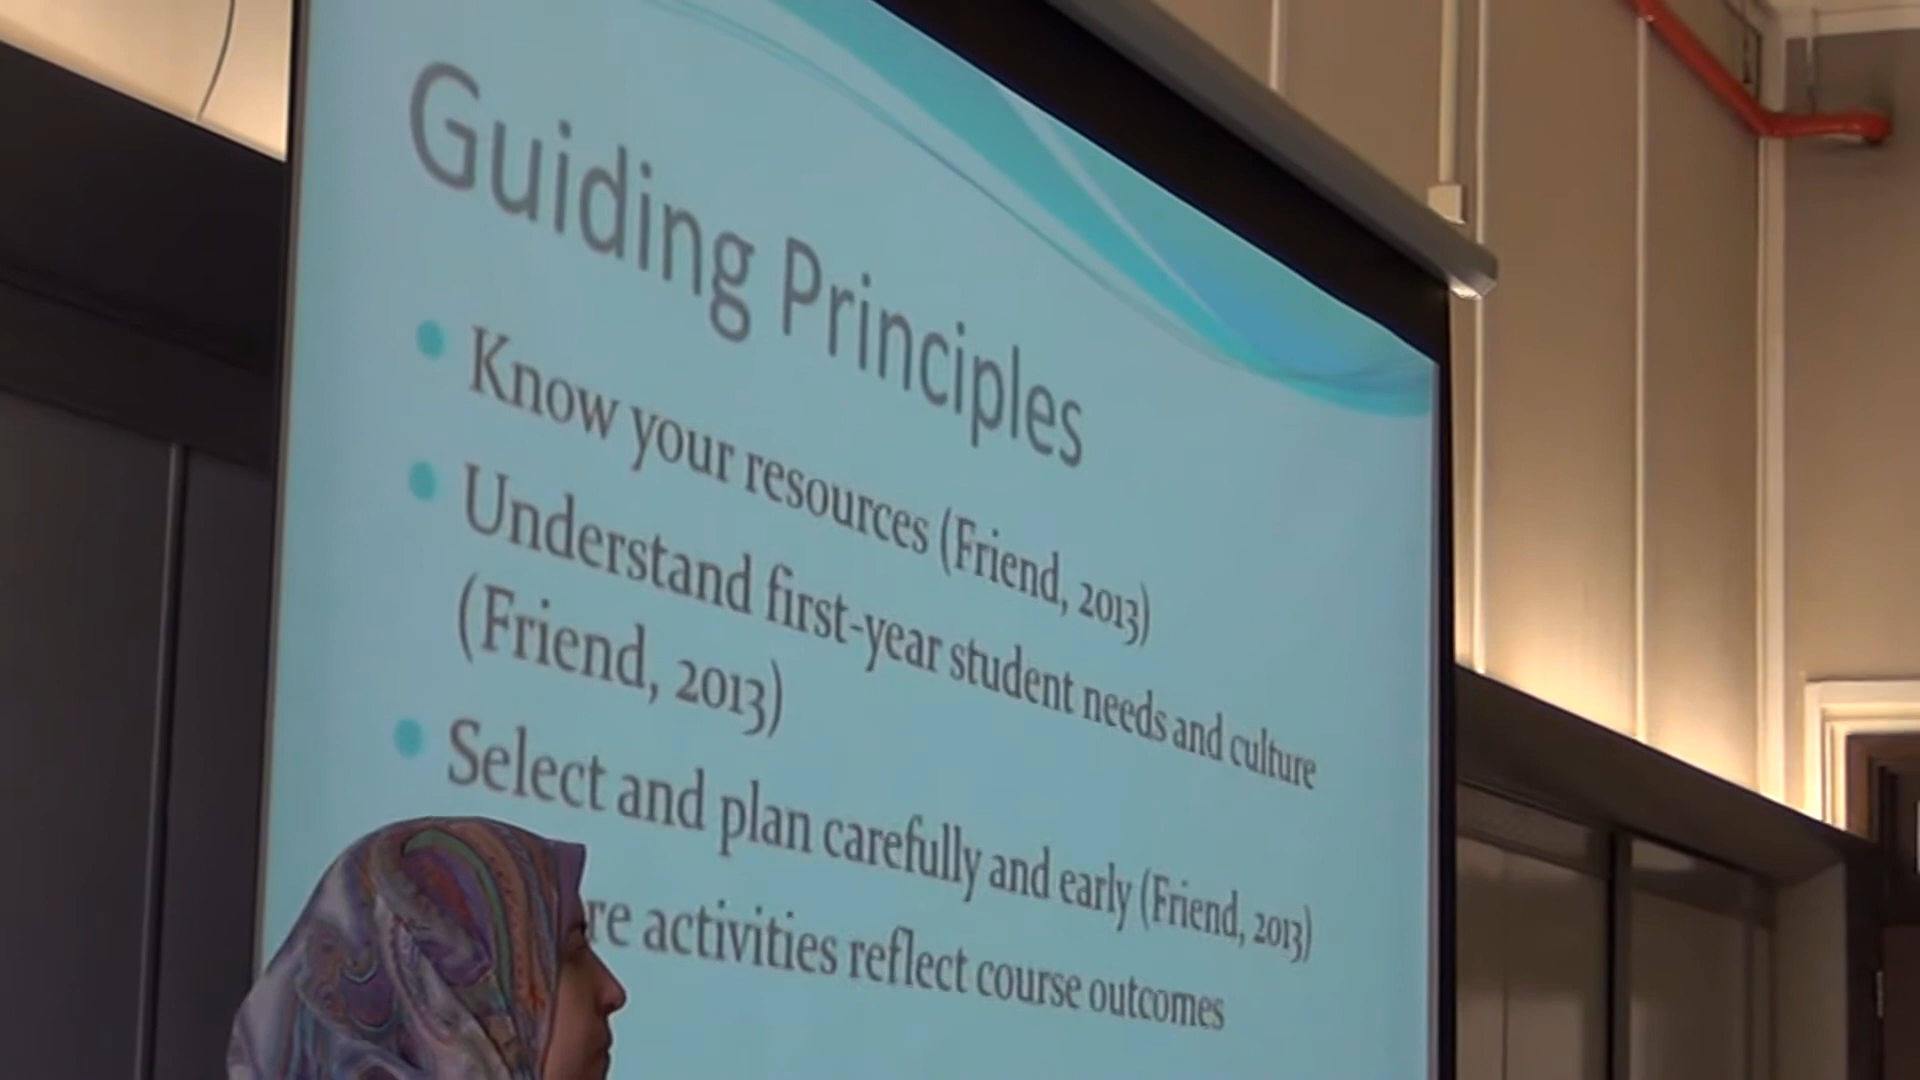 Guiding Principles
Know your resources (Friend, 2013)
Understand first-year student needs and culture
(Friend, 2013)
Select and plan carefully and early (Friend, 2013)
activities reflect course outcomes